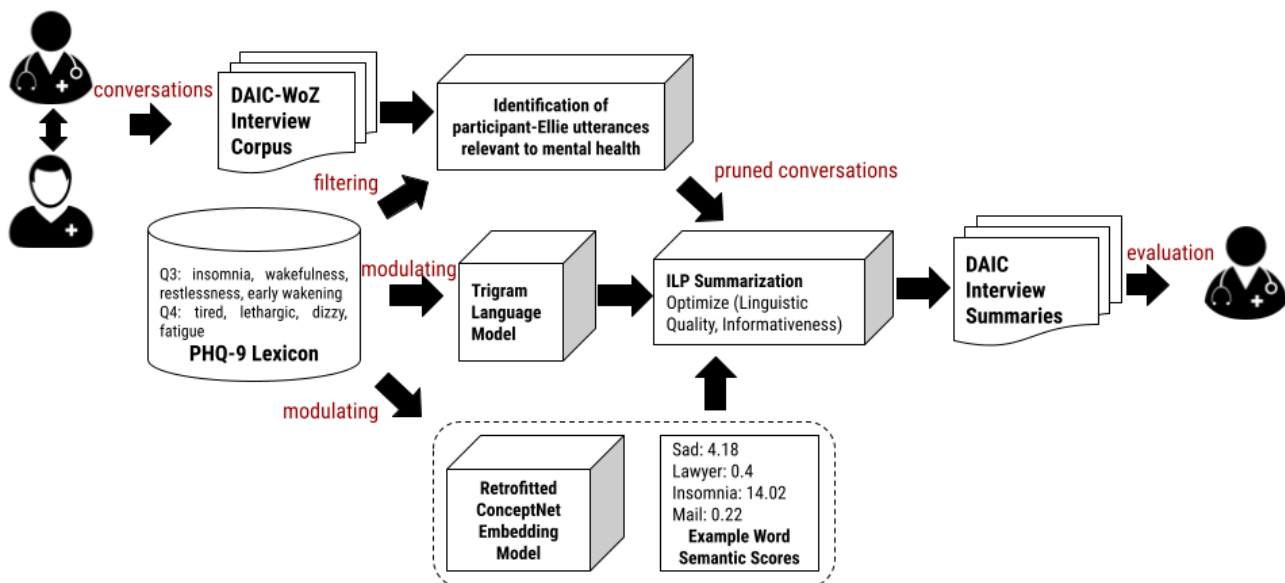 conversations
DAIC-WoZ
Interview
Corpus
Identification of
participant-Ellie utterances
relevant to mental health
filtering
pruned conversations
Q3: insomnia, wakefulness,
restlessness, early wakening
Q4: tired, lethargic, dizzy,
fatigue
PHQ-9 Lexicon
modulating
Trigram
Language
Model
ILP Summarization
Optimize (Linguistic
Quality, Informativeness)
DAIC
Interview
Summaries
evaluation
modulating
Retrofitted
ConceptNet
Embedding
Model
Sad: 4.18
Lawyer: 0.4
Insomnia: 14.02
Mail: 0.22
Example Word
Semantic Scores